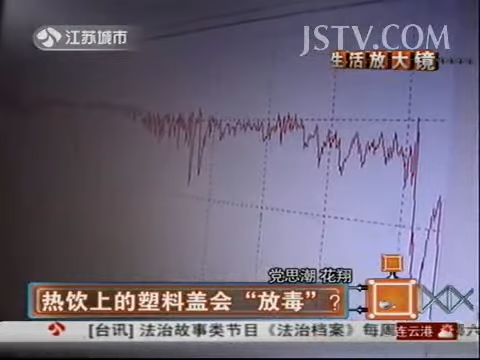 江苏城市
JSTV.COM
生活放大镜
党思潮 花翔
热饮上的塑料盖会“放毒”？
[台讯] 法治故事类节目《法治档案》每周
连云港